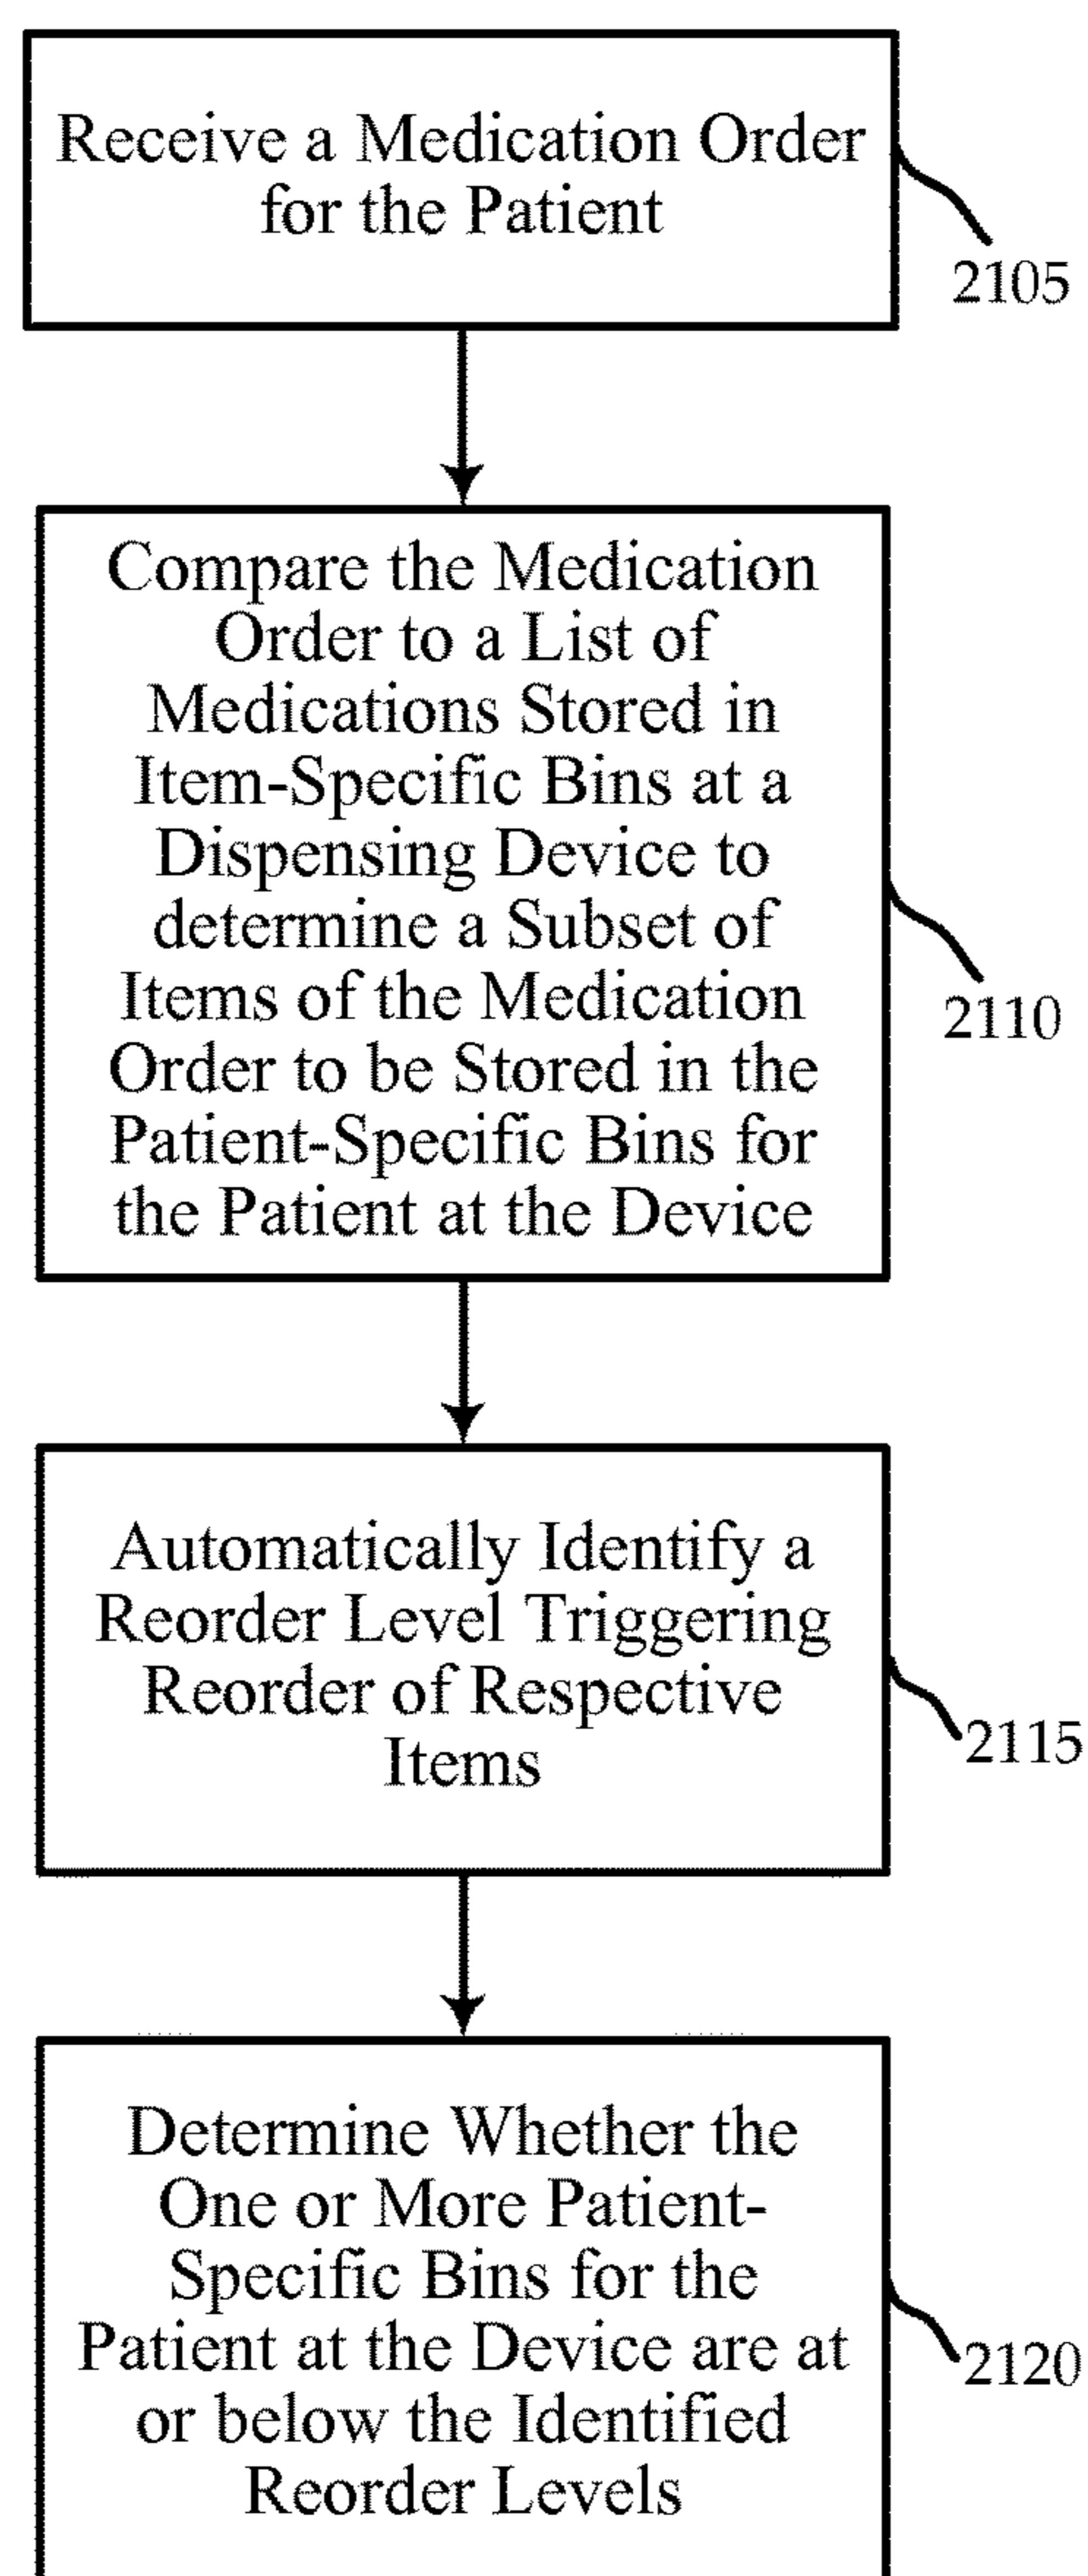 Receive a Medication Order
for the Patient
2105
Compare the Medication
Order to a List of
Medications Stored in
Item-Specific Bins at a
Dispensing Device to
determine a Subset of
Items of the Medication
Order to be Stored in the
Patient-Specific Bins for
the Patient at the Device
2110
Automatically Identify a
Reorder Level Triggering
Reorder of Respective
Items
2115
Determine Whether the
One or More Patient-
Specific Bins for the
Patient at the Device are at
or below the Identified
Reorder Levels
2120